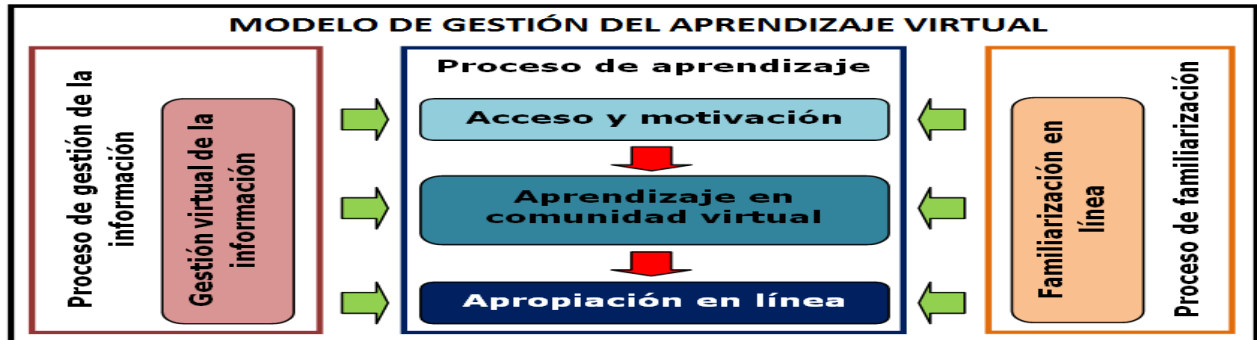 MODELO DE GESTIÓN DEL APRENDIZAJE VIRTUAL
Proceso de gestión de la
información
Gestión virtual de la
información
Proceso de aprendizaje
Acceso y motivación
Aprendizaje en
comunidad virtual
Apropiación en línea
Familiarización en
línea
Proceso de familiarización